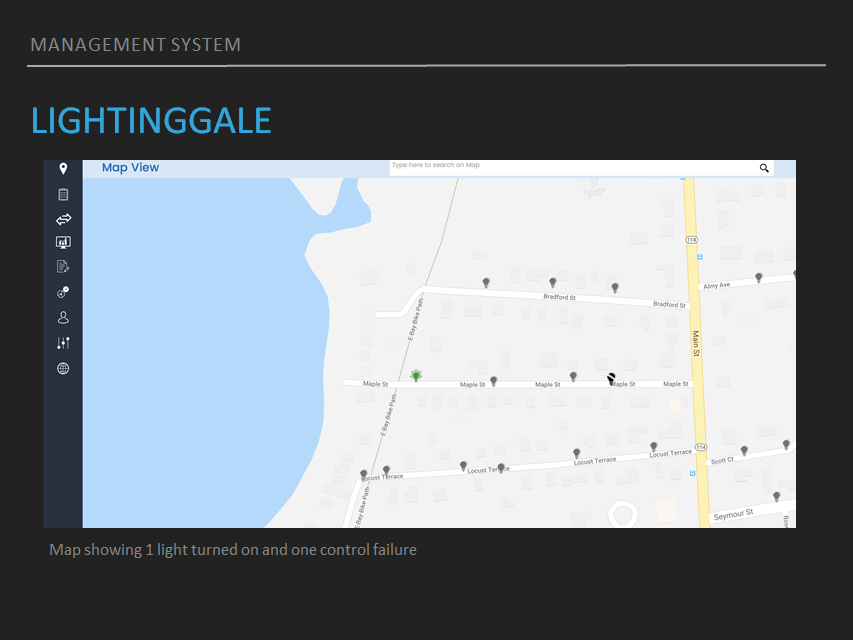 MANAGEMENT SYSTEM
LIGHTINGGALE
Map View
Type here to search on Map
114
Almy Ave
Bradford St
Bradford St
E Bay Bike Path
Main St
Maple St
Maple St
Maple St
Maple St
Maple St
E Bay Bike Path
114
Locust Terrace
Locust Terrace
Locust Terrace
Locust Terrace
Scott Ct
E Bay Bike Path
Seymour St
Map showing 1 light turned on and one control failure